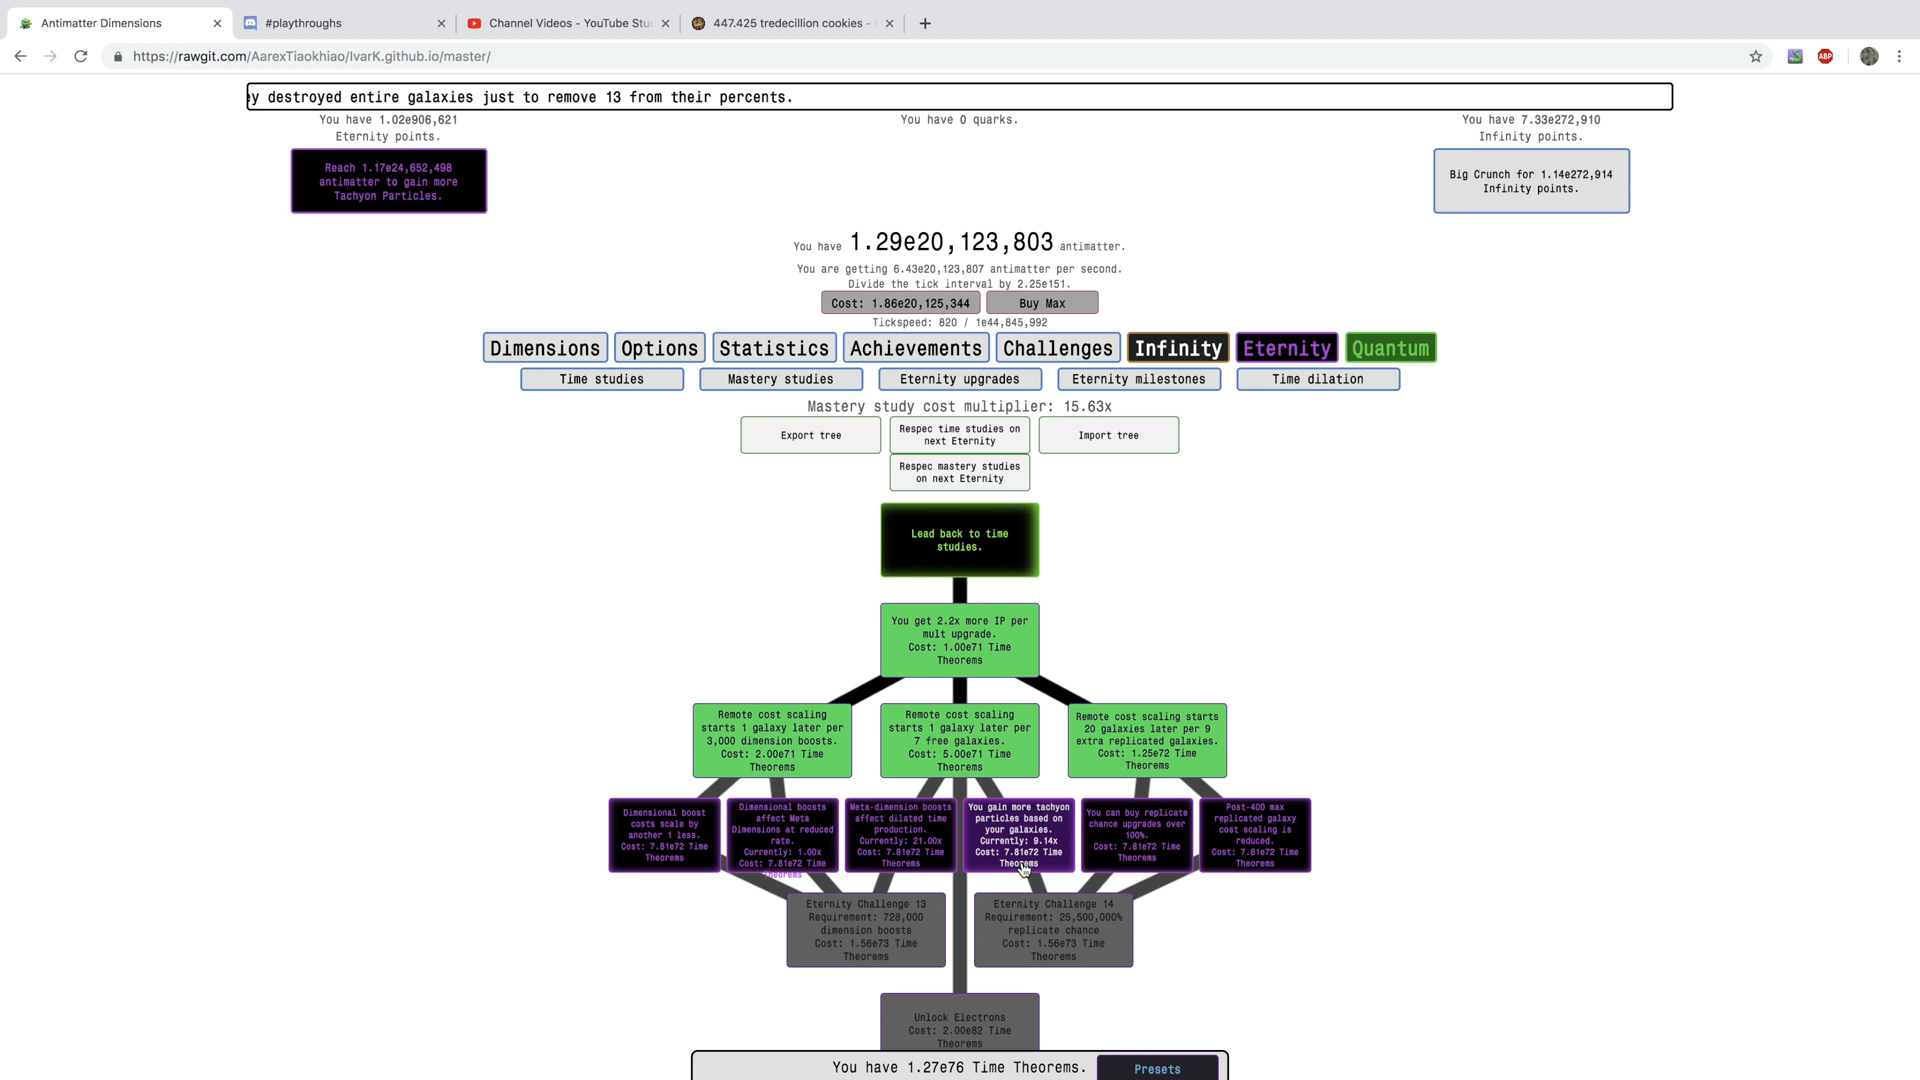 Antimatter Dimensions
#playthroughs
Channel Videos - YouTube Stu
447.425 tredecillion cookies -
https://rawgit.com/AarexTiaokhiao/IvarK.github.io/master/
ABP
y destroyed entire galaxies just to remove 13 from their percents.
You have 1.02e906,621
Eternity points.
You have 0 quarks.
You have 7.33e272,910
Infinity points.
Reach 1.17e24,652,498
antimatter to gain more
Tachyon Particles.
Big Crunch for 1.14e272,914
Infinity points.
You have 1.29e20,123,803 antimatter.
You are getting 6.43e20,123,807 antimatter per second.
Divide the tick interval by 2.25e151.
Cost: 1.86e20,125,344
Buy Max
Tickspeed: 820 / 1e44,845,992
Dimensions
Options
Statistics
Achievements
Challenges
Infinity
Eternity
Quantum
Time studies
Mastery studies
Eternity upgrades
Eternity milestones
Time dilation
Mastery study cost multiplier: 15.63x
Export tree
Respec time studies on
next Eternity
Import tree
Respec mastery studies
on next Eternity
Lead back to time
studies.
You get 2.2x more IP per
mult upgrade.
Cost: 1.00e71 Time
Theorems
Remote cost scaling
starts 1 galaxy later per
3,000 dimension boosts.
Cost: 2.00e71 Time
Theorems
Remote cost scaling
starts 1 galaxy later per
7 free galaxies.
Cost: 5.00e71 Time
Theorems
Remote cost scaling starts
20 galaxies later per 9
extra replicated galaxies.
Cost: 1.25e72 Time
Theorems
Dimensional boost
costs scale by
another 1 less.
Cost: 7.81e72 Time
Theorems
Dimensional boosts
affect Meta
Dimensions at reduced
rate.
Currently: 1.00x
Cost: 7.81e72 Time
Theorems
Meta-dimension boosts
affect dilated time
production.
Currently: 21.00x
Cost: 7.81e72 Time
Theorems
You gain more tachyon
particles based on
your galaxies.
Currently: 9.14x
Cost: 7.81e72 Time
Theorems
You can buy replicate
chance upgrades over
100%.
Cost: 7.81e72 Time
Theorems
Post-400 max
replicated galaxy
cost scaling is
reduced.
Cost: 7.81e72 Time
Theorems
Eternity Challenge 13
Requirement: 728,000
dimension boosts
Cost: 1.56e73 Time
Theorems
Eternity Challenge 14
Requirement: 25,500,000%
replicate chance
Cost: 1.56e73 Time
Theorems
Unlock Electrons
Cost: 2.00e82 Time
Theorems
You have 1.27e76 Time Theorems.
Presets